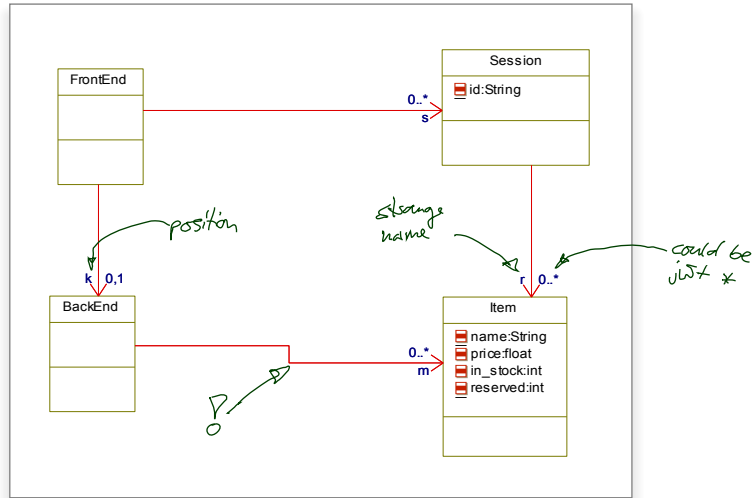 Session
FrontEnd
id:String
0..*
s
position
strange
name
could be
just *
k 0,1
r 0..*
BackEnd
Item
name:String
price:float
in_stock:int
reserved:int
0..*
m
!